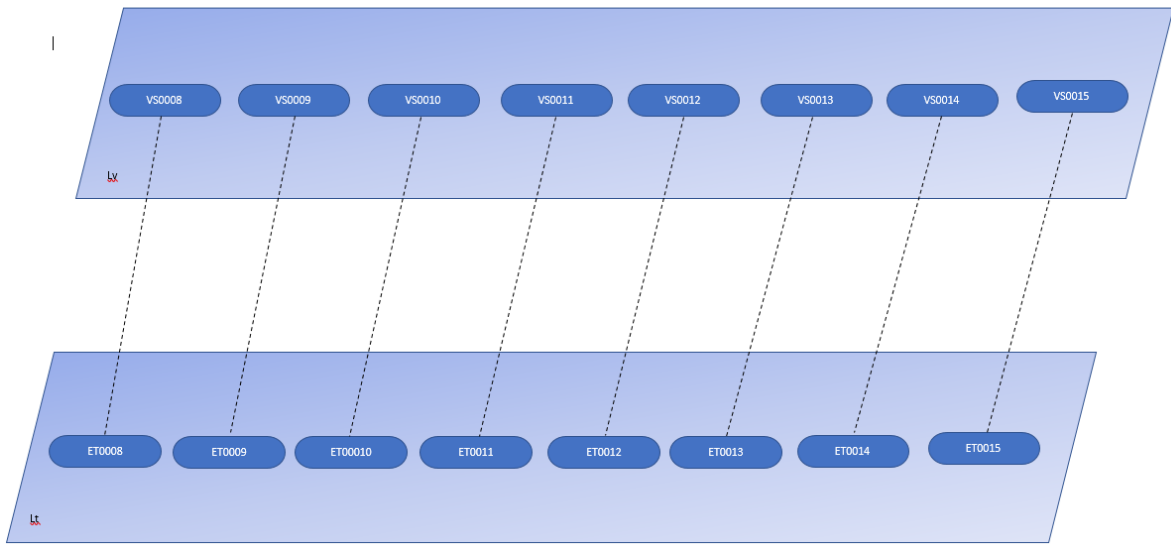 VS0008
VS0009
VS0010
VS0011
VS0012
VS0013
VS0014
VS0015
Lv
ET0008
ET0009
ET00010
ET0011
ET0012
ET0013
ET0014
ET0015
Lt